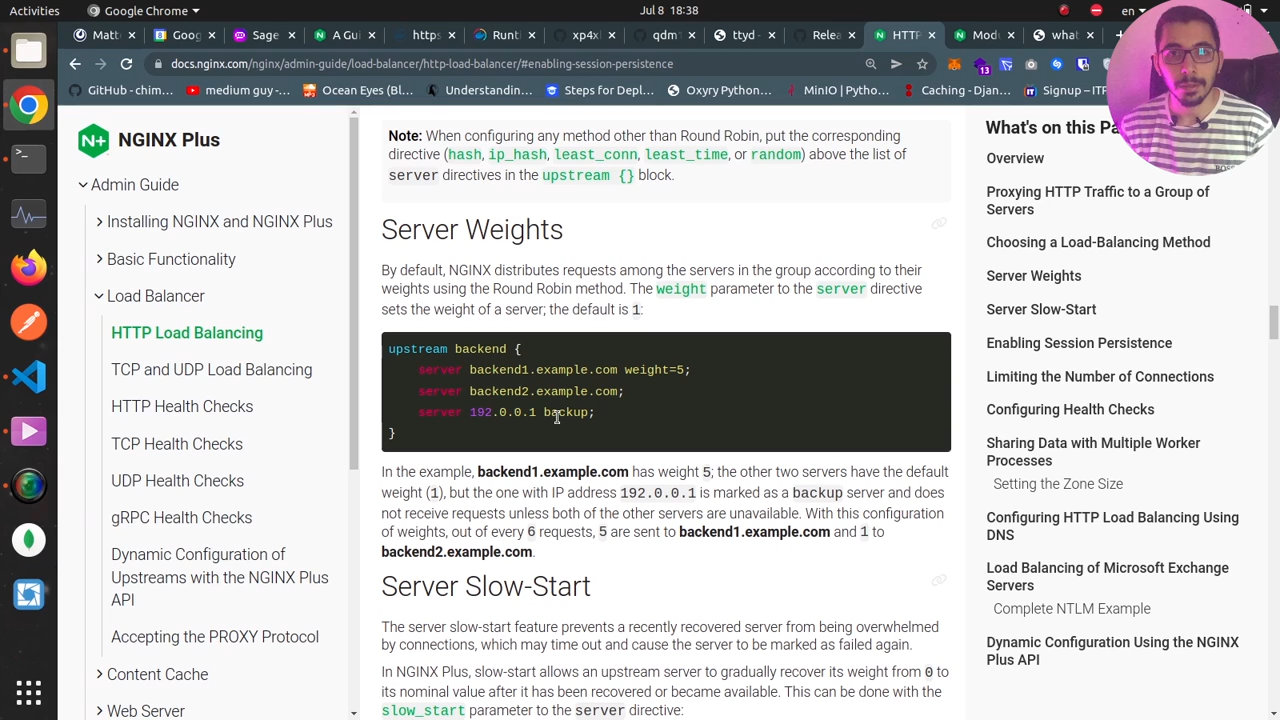 Activities
Google Chrome
Jul 8 18:38
en
Matt
Goog
Sage
A Gui
https
Runtl
xp4xl
qdm1
ttyd -
Relea
HTTP
Modu
what
docs.nginx.com/nginx/admin-guide/load-balancer/http-load-balancer/#enabling-session-persistence
13
GitHub - chim...
medium guy -...
Ocean Eyes (Bl...
Understandin...
Steps for Depl...
Oxyry Python...
MinIO | Python...
Caching - Djan...
Signup – ITP
NGINX Plus
Admin Guide
Installing NGINX and NGINX Plus
Basic Functionality
Load Balancer
HTTP Load Balancing
TCP and UDP Load Balancing
HTTP Health Checks
TCP Health Checks
UDP Health Checks
gRPC Health Checks
Dynamic Configuration of
Upstreams with the NGINX Plus
API
Accepting the PROXY Protocol
Content Cache
Web Server
Note: When configuring any method other than Round Robin, put the corresponding
directive (hash, ip_hash, least_conn, least_time, or random) above the list of
server directives in the upstream {} block.
Server Weights
By default, NGINX distributes requests among the servers in the group according to their
weights using the Round Robin method. The weight parameter to the server directive
sets the weight of a server; the default is 1:
upstream backend {
server backend1.example.com weight=5;
server backend2.example.com;
server 192.0.0.1 backup;
}
In the example, backend1.example.com has weight 5; the other two servers have the default
weight (1), but the one with IP address 192.0.0.1 is marked as a backup server and does
not receive requests unless both of the other servers are unavailable. With this configuration
of weights, out of every 6 requests, 5 are sent to backend1.example.com and 1 to
backend2.example.com.
Server Slow-Start
The server slow-start feature prevents a recently recovered server from being overwhelmed
by connections, which may time out and cause the server to be marked as failed again.
In NGINX Plus, slow-start allows an upstream server to gradually recover its weight from 0 to
its nominal value after it has been recovered or became available. This can be done with the
slow_start parameter to the server directive:
What's on this Pa
Overview
Proxying HTTP Traffic to a Group of
Servers
Choosing a Load-Balancing Method
Server Weights
Server Slow-Start
Enabling Session Persistence
Limiting the Number of Connections
Configuring Health Checks
Sharing Data with Multiple Worker
Processes
Setting the Zone Size
Configuring HTTP Load Balancing Using
DNS
Load Balancing of Microsoft Exchange
Servers
Complete NTLM Example
Dynamic Configuration Using the NGINX
Plus API